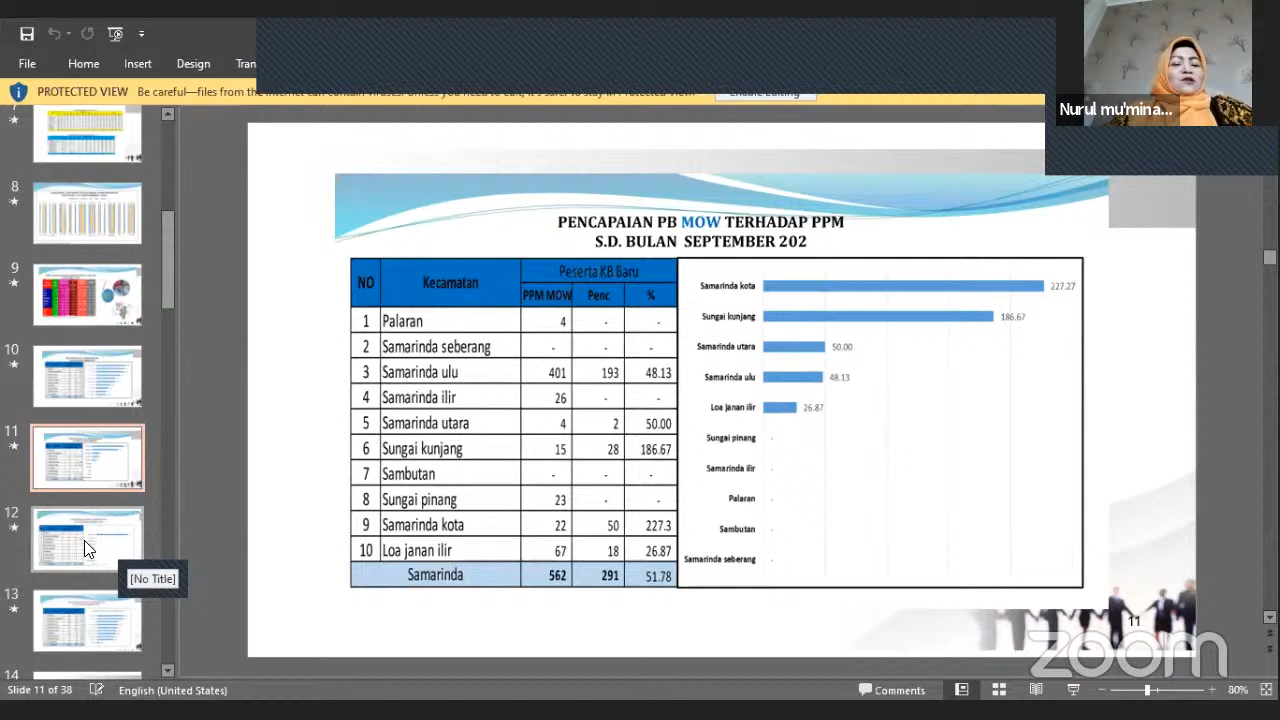 File Home Insert Design Tran
PROTECTED VIEW Be careful—files from the
7
8
9
10
11
12
13
14
[No Title]
PENCAPAIAN PB MOW TERHADAP PPM
S.D. BULAN SEPTEMBER 202
NO Kecamatan Peserta KB Baru
PPM MOW Penc %
1 Palaran 4 - -
2 Samarinda seberang - - -
3 Samarinda ulu 401 193 48.13
4 Samarinda ilir 26 - -
5 Samarinda utara 4 2 50.00
6 Sungai kunjang 15 28 186.67
7 Sambutan - - -
8 Sungai pinang 23 - -
9 Samarinda kota 22 50 227.3
10 Loa janan ilir 67 18 26.87
Samarinda 562 291 51.78
Samarinda kota 227.27
Sungai kunjang 186.67
Samarinda utara 50.00
Samarinda ulu 48.13
Loa janan ilir 26.87
Sungai pinang -
Samarinda ilir -
Palaran -
Sambutan -
Samarinda seberang -
11
Nurul mu'mina...
zoom
Slide 11 of 38 English (United States) Comments 80%